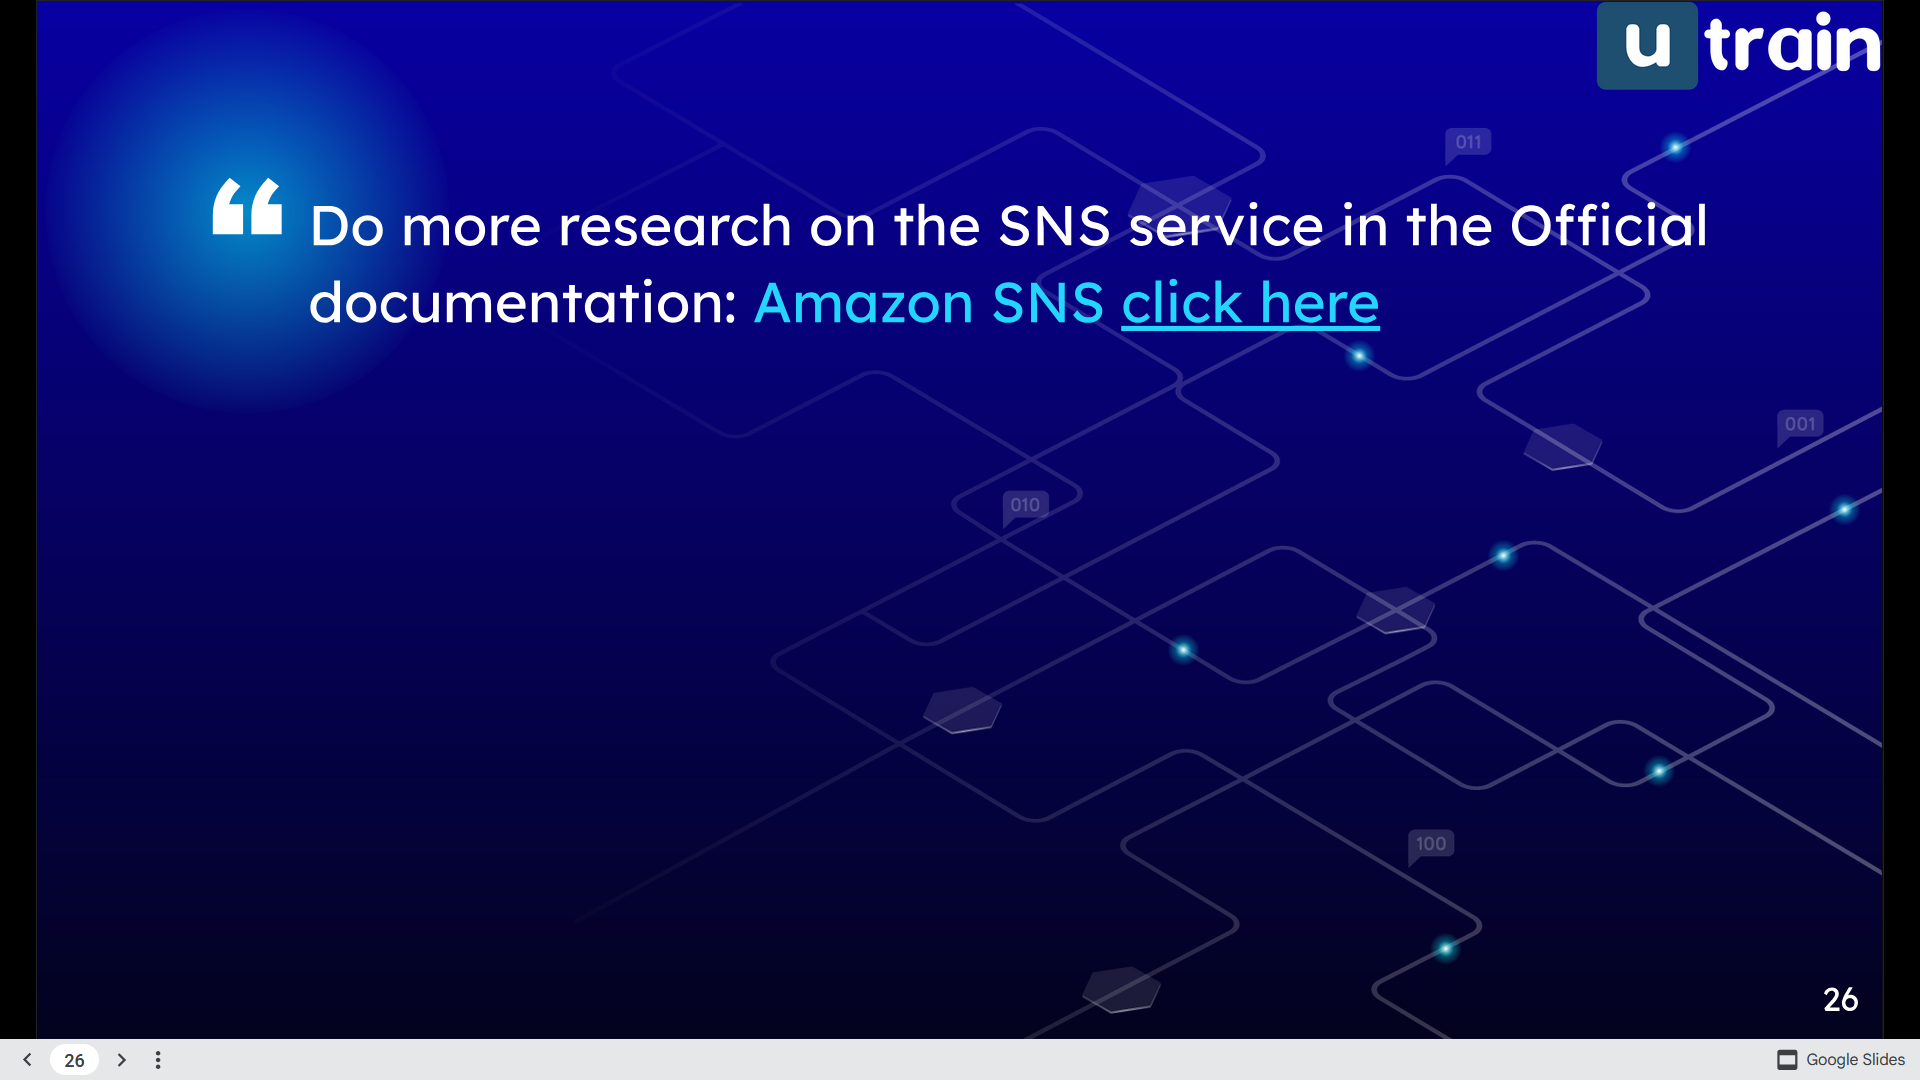 u train
011
“ Do more research on the SNS service in the Official
documentation: Amazon SNS click here
001
010
100
26
26
Google Slides